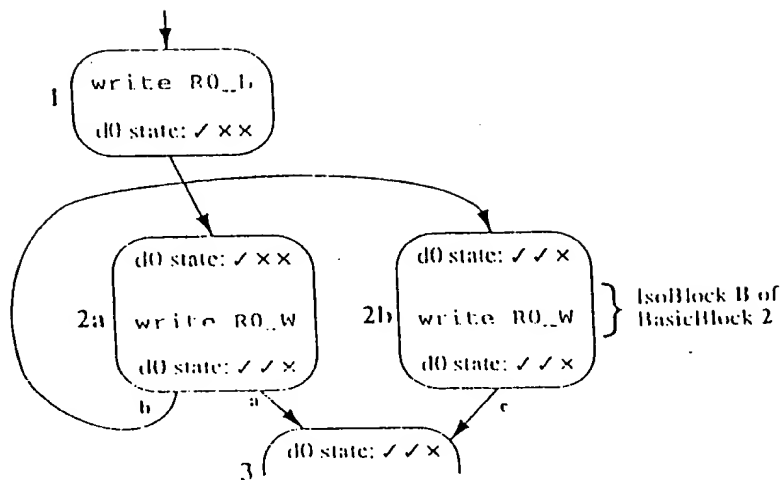 1
write R0_B
d0 state: ✓ × ×
d0 state: ✓ × ×
2a
write R0_W
d0 state: ✓ ✓ ×
d0 state: ✓ ✓ ×
2b
write R0_W
d0 state: ✓ ✓ ×
IsoBlock B of
BasicBlock 2
b
a
c
3
d0 state: ✓ ✓ ×